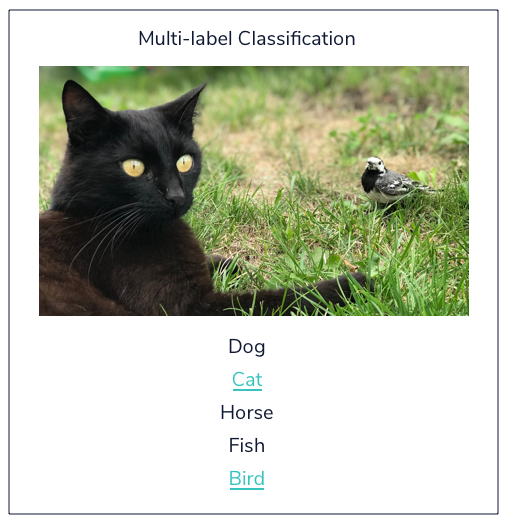 Multi-label Classification
Dog
Cat
Horse
Fish
Bird